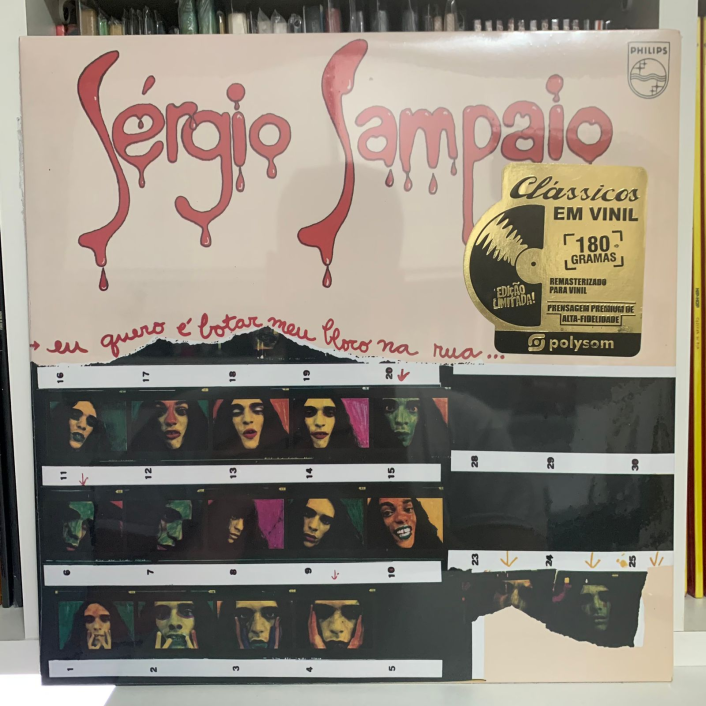 PHILIPS
Sérgio Sampaio
Clássicos
EM VINIL
180
GRAMAS
REMASTERIZADO
PARA VINIL
EDIÇÃO
LIMITADA!
PRENSAGEM PREMIUM DE
ALTA-FIDELIDADE
polysom
eu quero é botar meu bloco na rua...
16 17 18 19 20
11 12 13 14 15
28 29 30
6 7 8 9 10
23 24 25
1 2 3 4 5